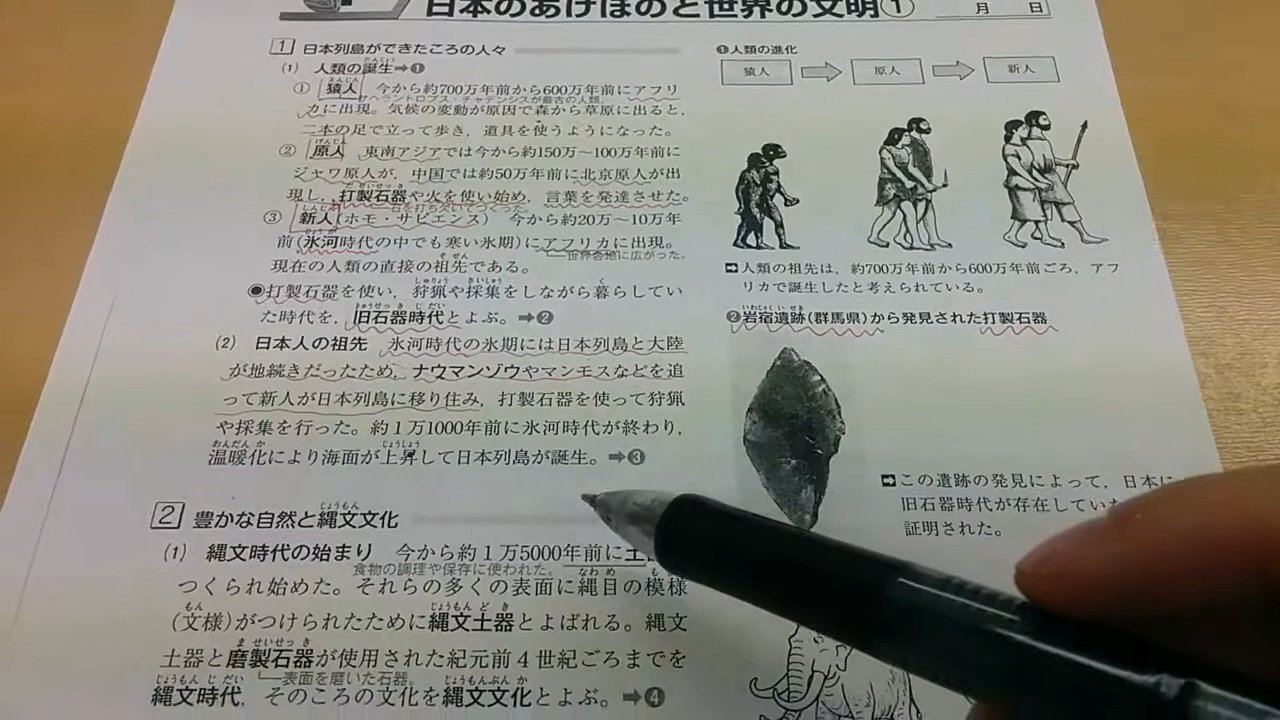 日本のあけぼのと世界の文明①
月 日
1 日本列島ができたころの人々
(1) 人類の誕生➡❶
① 猿人 今から約700万年前から600万年前にアフリ
サヘラントロプス・チャデンシスが最古の人類。
カに出現。気候の変動が原因で森から草原に出ると，
二本の足で立って歩き，道具を使うようになった。
② 原人 東南アジアでは今から約150万～100万年前に
ジャワ原人が，中国では約50万年前に北京原人が出
現し，打製石器や火を使い始め，言葉を発達させた。
③ 新人(ホモ・サピエンス) 今から約20万～10万年
前(氷河時代の中でも寒い氷期)にアフリカに出現。
世界各地に広がった。
現在の人類の直接の祖先である。
●打製石器を使い，狩猟や採集をしながら暮らしてい
た時代を，旧石器時代とよぶ。➡❷
(2) 日本人の祖先 氷河時代の氷期には日本列島と大陸
が地続きだったため，ナウマンゾウやマンモスなどを追
って新人が日本列島に移り住み，打製石器を使って狩猟
や採集を行った。約1万1000年前に氷河時代が終わり，
温暖化により海面が上昇して日本列島が誕生。➡❸
2 豊かな自然と縄文文化
(1) 縄文時代の始まり 今から約1万5000年前に土
食物の調理や保存に使われた。
つくられ始めた。それらの多くの表面に縄目の模様
(文様)がつけられたために縄文土器とよばれる。縄文
土器と磨製石器が使用された紀元前4世紀ごろまでを
表面を磨いた石器。
縄文時代，そのころの文化を縄文文化とよぶ。➡❹
❶人類の進化
猿人 原人 新人
➡人類の祖先は，約700万年前から600万年前ごろ，アフ
リカで誕生したと考えられている。
❷岩宿遺跡(群馬県)から発見された打製石器
➡この遺跡の発見によって，日本に
旧石器時代が存在してい
証明された。